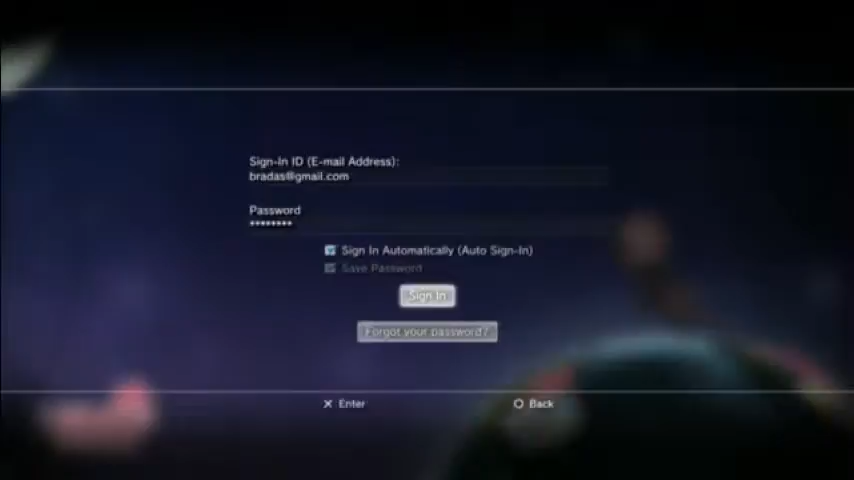 Sign-In ID (E-mail Address):
bradas@gmail.com
Password
********
Sign In Automatically (Auto Sign-In)
Save Password
Sign In
Forgot your password?
Enter
Back